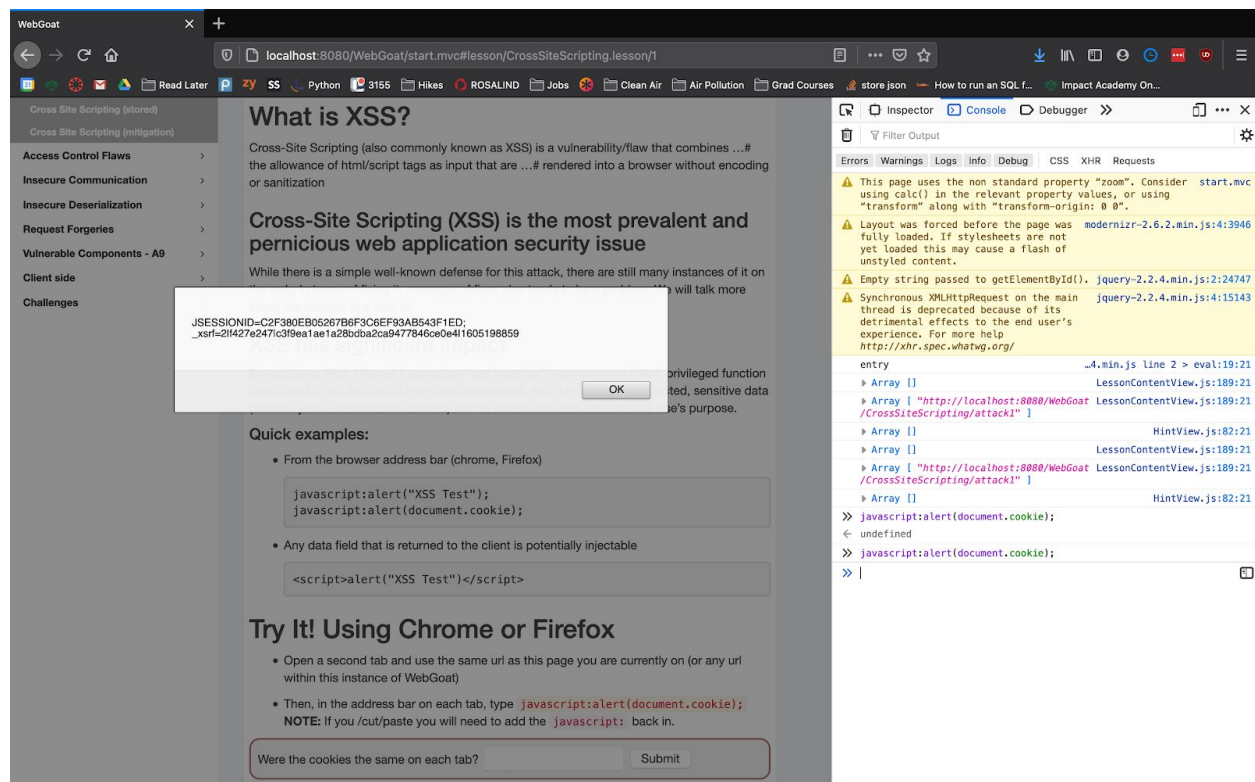 WebGoat
localhost:8080/WebGoat/start.mvc#lesson/CrossSiteScripting.lesson/1
Read Later
ZY
SS
Python
3155
Hikes
ROSALIND
Jobs
Clean Air
Air Pollution
Grad Courses
store json
How to run an SQL f...
Impact Academy On...
Cross Site Scripting (stored)
Cross Site Scripting (mitigation)
Access Control Flaws
Insecure Communication
Insecure Deserialization
Request Forgeries
Vulnerable Components - A9
Client side
Challenges
What is XSS?
Cross-Site Scripting (also commonly known as XSS) is a vulnerability/flaw that combines ...#
the allowance of html/script tags as input that are ...# rendered into a browser without encoding
or sanitization
Cross-Site Scripting (XSS) is the most prevalent and
pernicious web application security issue
While there is a simple well-known defense for this attack, there are still many instances of it on
will talk more
JSESSIONID=C2F380EB05267B6F3C6EF93AB543F1ED;
_xsrf=2|f427e247|c3f9ea1ae1a28bdba2ca9477846ce0e4|1605198859
XSS has significant impact
privileged function
sensitive data
purpose.
OK
Quick examples:
• From the browser address bar (chrome, Firefox)
javascript:alert("XSS Test");
javascript:alert(document.cookie);
• Any data field that is returned to the client is potentially injectable
<script>alert("XSS Test")</script>
Try It! Using Chrome or Firefox
• Open a second tab and use the same url as this page you are currently on (or any url
within this instance of WebGoat)
• Then, in the address bar on each tab, type javascript:alert(document.cookie);
NOTE: If you /cut/paste you will need to add the javascript: back in.
Were the cookies the same on each tab?
Submit
Inspector
Console
Debugger
Filter Output
Errors Warnings Logs Info Debug CSS XHR Requests
This page uses the non standard property “zoom”. Consider start.mvc
using calc() in the relevant property values, or using
“transform” along with “transform-origin: 0 0”.
Layout was forced before the page was modernizr-2.6.2.min.js:4:3946
fully loaded. If stylesheets are not
yet loaded this may cause a flash of
unstyled content.
Empty string passed to getElementById(). jquery-2.2.4.min.js:2:24747
Synchronous XMLHttpRequest on the main jquery-2.2.4.min.js:4:15143
thread is deprecated because of its
detrimental effects to the end user’s
experience. For more help
http://xhr.spec.whatwg.org/
entry …4.min.js line 2 > eval:19:21
Array [] LessonContentView.js:189:21
Array [ "http://localhost:8080/WebGoat LessonContentView.js:189:21
/CrossSiteScripting/attack1" ]
Array [] HintView.js:82:21
Array [] LessonContentView.js:189:21
Array [ "http://localhost:8080/WebGoat LessonContentView.js:189:21
/CrossSiteScripting/attack1" ]
Array [] HintView.js:82:21
javascript:alert(document.cookie);
undefined
javascript:alert(document.cookie);